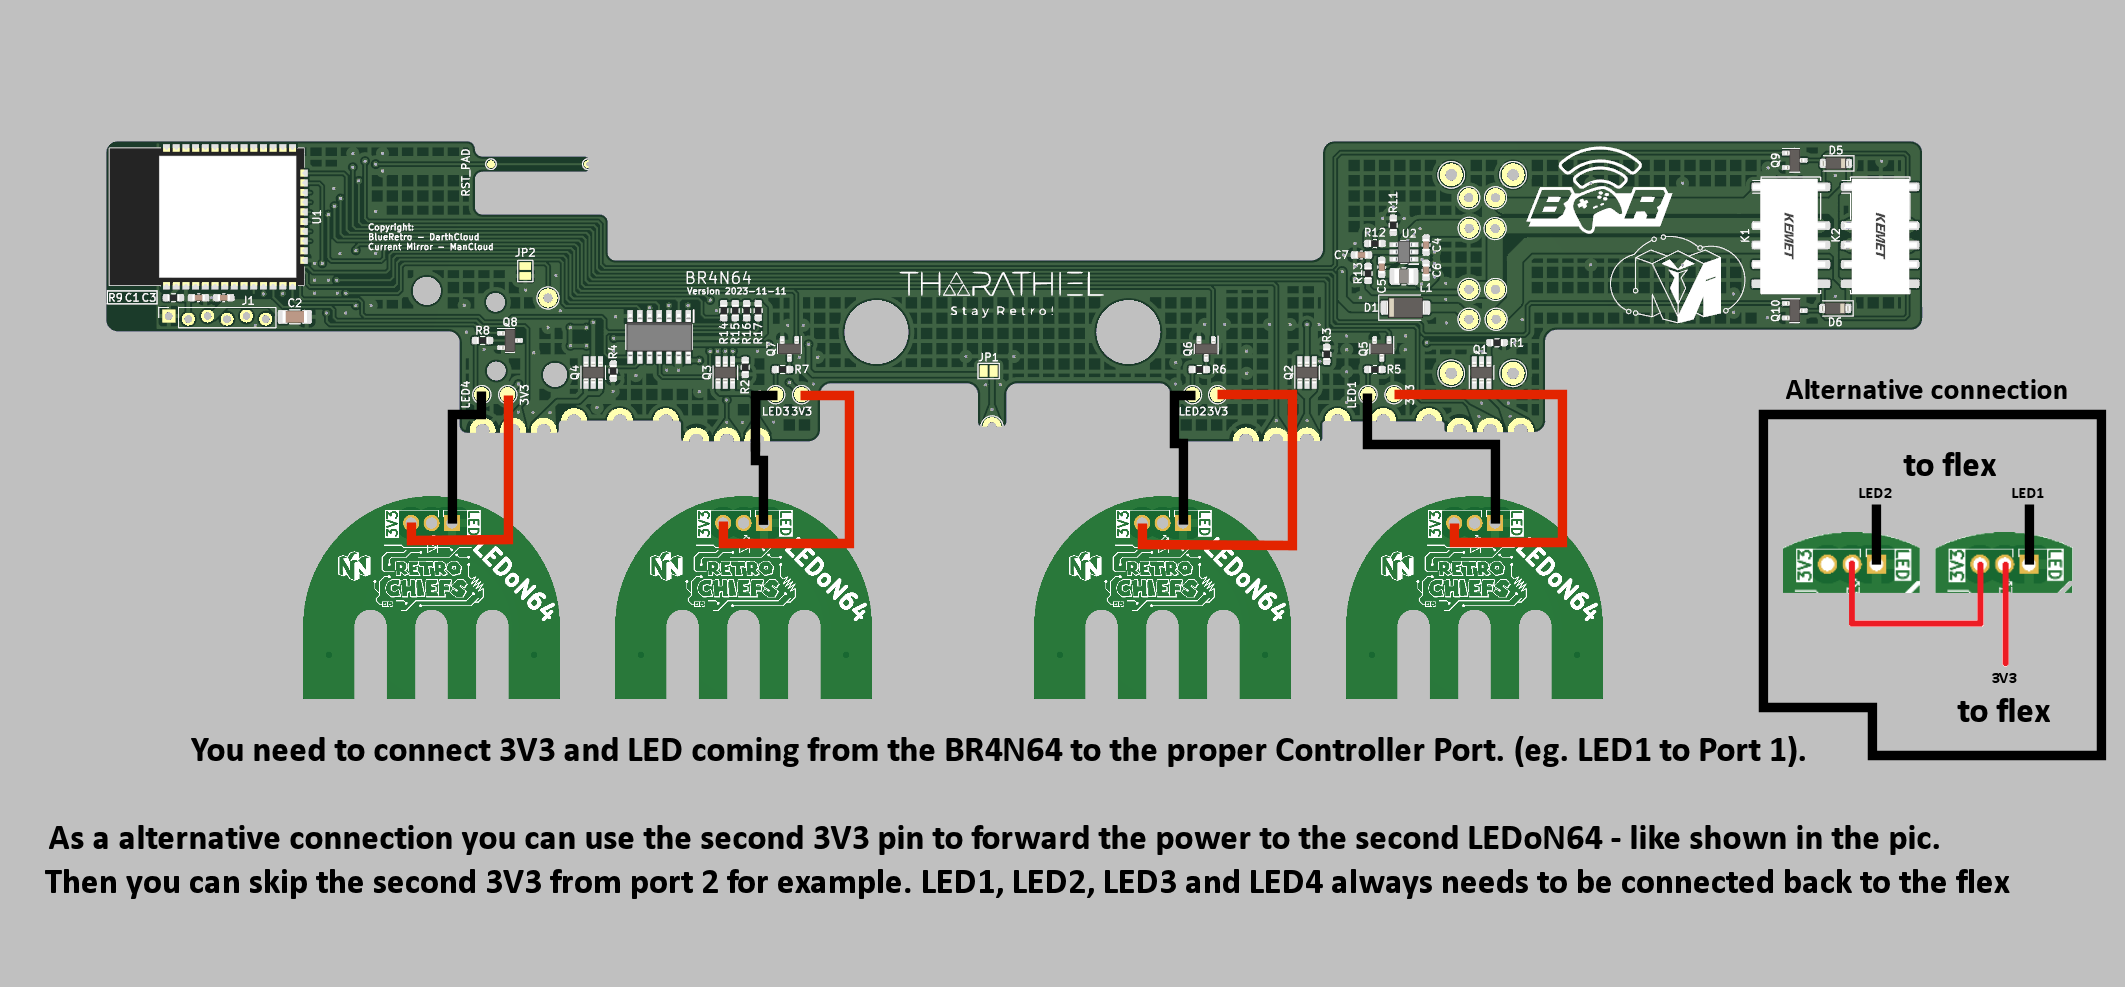 RST_PAD
U1
Copyright:
BlueRetro – DarthCloud
Current Mirror – ManCloud
JP2
R9 C1 C3
J1
C2
BR4N64
Version 2023-11-11
THARATHIEL
Stay Retro!
R8
Q8
Q4
R4
R14
R15
R16
R17
Q3
R2
Q7
R7
LED4
3V3
LED3
3V3
JP1
Q6
R6
LED2
3V3
Q2
R3
Q5
R5
LED1
3V3
Q1
R1
R11
R12
U2
C4
C7
R13
C5
C6
L1
D1
B R
Q9
D5
K1
KEMET
K2
KEMET
Q10
D6
3V3
LED
LEDoN64
RETRO
CHIEFS
3V3
LED
LEDoN64
RETRO
CHIEFS
3V3
LED
LEDoN64
RETRO
CHIEFS
3V3
LED
LEDoN64
RETRO
CHIEFS
Alternative connection
to flex
LED2
LED1
3V3
LED
3V3
LED
3V3
to flex
You need to connect 3V3 and LED coming from the BR4N64 to the proper Controller Port. (eg. LED1 to Port 1).
As a alternative connection you can use the second 3V3 pin to forward the power to the second LEDoN64 - like shown in the pic.
Then you can skip the second 3V3 from port 2 for example. LED1, LED2, LED3 and LED4 always needs to be connected back to the flex